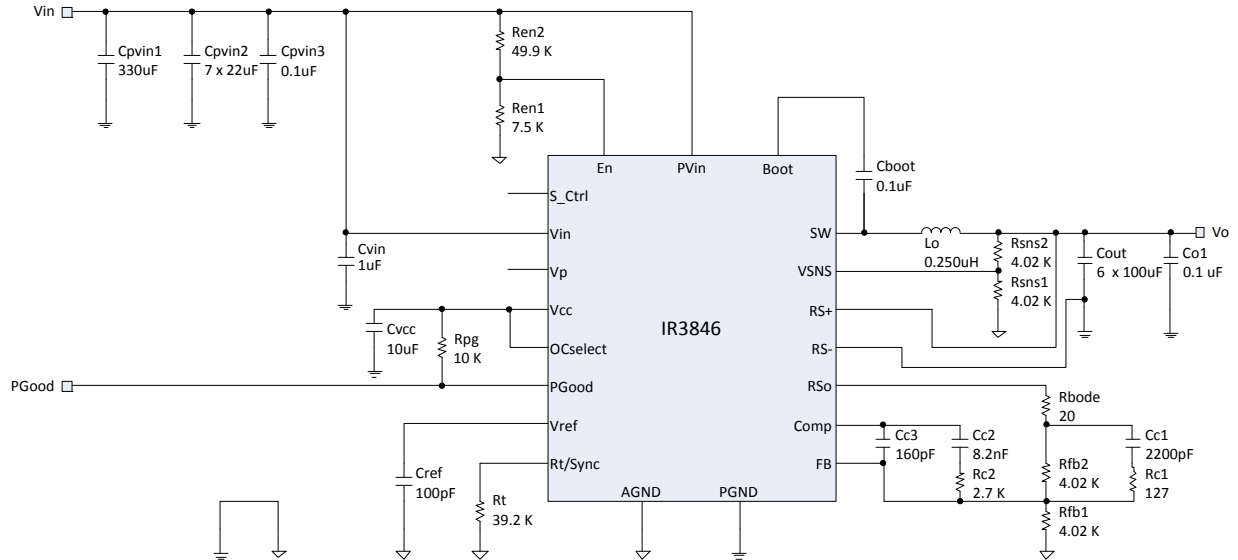 Vin
Cpvin1
330uF
Cpvin2
7 x 22uF
Cpvin3
0.1uF
Ren2
49.9 K
Ren1
7.5 K
En
PVin
Boot
Cboot
0.1uF
S_Ctrl
Vin
Cvin
1uF
Vp
Vcc
Cvcc
10uF
Rpg
10 K
OCselect
PGood
PGood
Vref
Cref
100pF
Rt/Sync
Rt
39.2 K
IR3846
AGND
PGND
SW
VSNS
RS+
RS-
RSo
Comp
FB
Lo
0.250uH
Rsns2
4.02 K
Rsns1
4.02 K
Cout
6 x 100uF
Co1
0.1 uF
Vo
Rbode
20
Cc3
160pF
Cc2
8.2nF
Rc2
2.7 K
Rfb2
4.02 K
Cc1
2200pF
Rc1
127
Rfb1
4.02 K